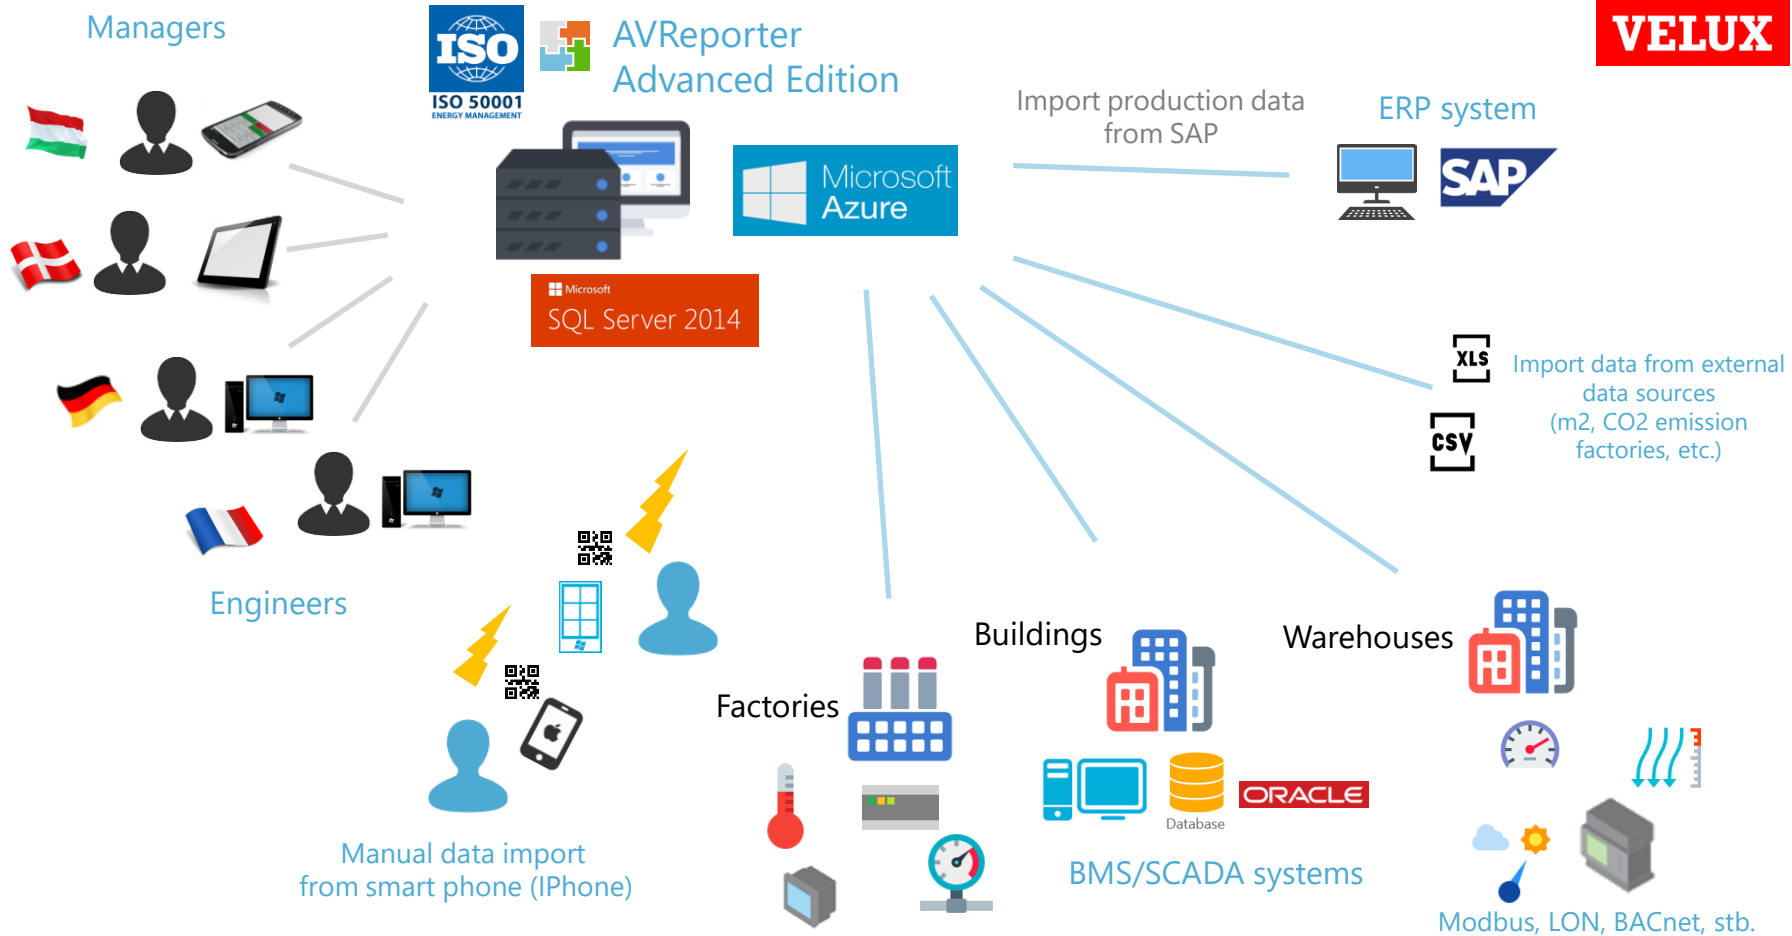 Managers
ISO
ISO 50001
ENERGY MANAGEMENT
AVReporter
Advanced Edition
VELUX
Import production data
from SAP
ERP system
SAP
Microsoft
Azure
Microsoft
SQL Server 2014
XLS
CSV
Import data from external
data sources
(m2, CO2 emission
factories, etc.)
Engineers
Buildings
Warehouses
Factories
ORACLE
Database
BMS/SCADA systems
Manual data import
from smart phone (IPhone)
Modbus, LON, BACnet, stb.